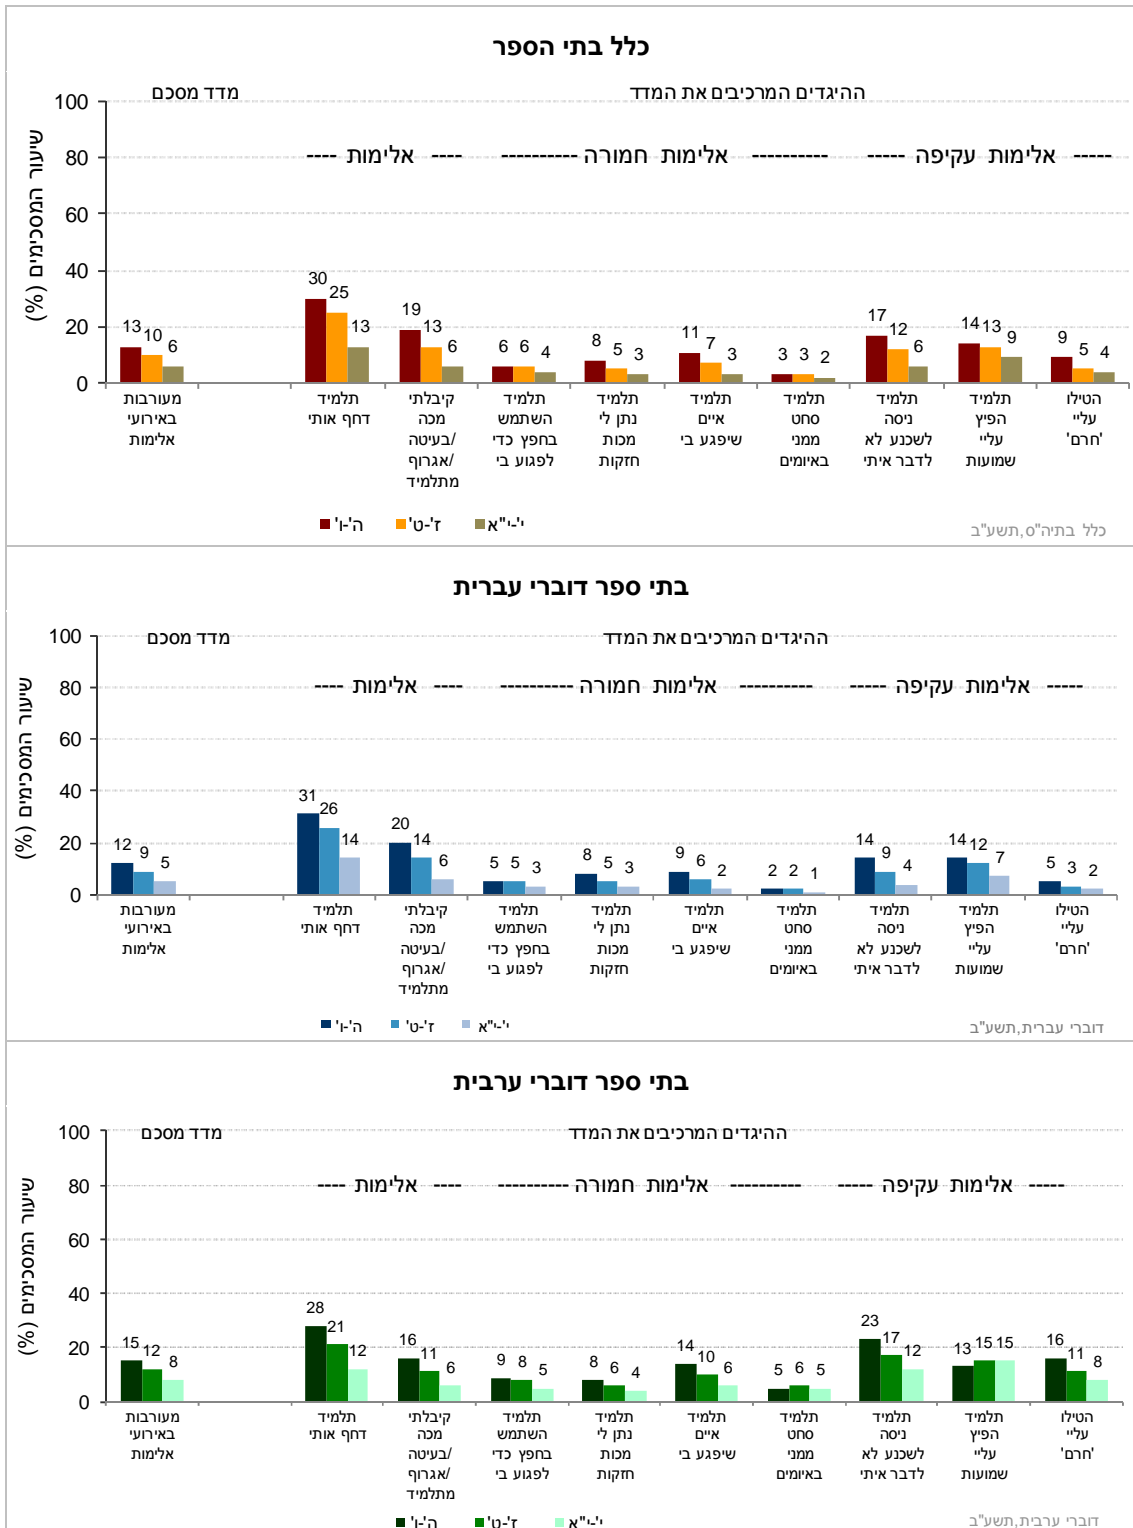 כלל בתי הספר
מדד מסכם
ההיגדים המרכיבים את המדד
שיעור המסכימים (%)
100
80
60
40
20
0
---- אלימות ----
---------- אלימות חמורה ----------
----- אלימות עקיפה -----
13 10 6
30 25 13
19 13 6
6 6 4
8 5 3
11 7 3
3 3 2
17 12 6
14 13 9
9 5 4
מעורבות
באירועי
אלימות
תלמיד
דחף אותי
קיבלתי
מכה
/בעיטה
/אגרוף
מתלמיד
תלמיד
השתמש
בחפץ כדי
לפגוע בי
תלמיד
נתן לי
מכות
חזקות
תלמיד
איים
שיפגע בי
תלמיד
סחט
ממני
באיומים
תלמיד
ניסה
לשכנע לא
לדבר איתי
תלמיד
הפיץ
עליי
שמועות
הטילו
עליי
'חרם'
ה'-ו'
ז'-ט'
י'-י"א
כלל בתיה"ס,תשע"ב
בתי ספר דוברי עברית
מדד מסכם
ההיגדים המרכיבים את המדד
שיעור המסכימים (%)
100
80
60
40
20
0
---- אלימות ----
---------- אלימות חמורה ----------
----- אלימות עקיפה -----
12 9 5
31 26 14
20 14 6
5 5 3
8 5 3
9 6 2
2 2 1
14 9 4
14 12 7
5 3 2
מעורבות
באירועי
אלימות
תלמיד
דחף אותי
קיבלתי
מכה
/בעיטה
/אגרוף
מתלמיד
תלמיד
השתמש
בחפץ כדי
לפגוע בי
תלמיד
נתן לי
מכות
חזקות
תלמיד
איים
שיפגע בי
תלמיד
סחט
ממני
באיומים
תלמיד
ניסה
לשכנע לא
לדבר איתי
תלמיד
הפיץ
עליי
שמועות
הטילו
עליי
'חרם'
ה'-ו'
ז'-ט'
י'-י"א
דוברי עברית,תשע"ב
בתי ספר דוברי ערבית
מדד מסכם
ההיגדים המרכיבים את המדד
שיעור המסכימים (%)
100
80
60
40
20
0
---- אלימות ----
---------- אלימות חמורה ----------
----- אלימות עקיפה -----
15 12 8
28 21 12
16 11 6
9 8 5
8 6 4
14 10 6
5 6 5
23 17 12
13 15 15
16 11 8
מעורבות
באירועי
אלימות
תלמיד
דחף אותי
קיבלתי
מכה
/בעיטה
/אגרוף
מתלמיד
תלמיד
השתמש
בחפץ כדי
לפגוע בי
תלמיד
נתן לי
מכות
חזקות
תלמיד
איים
שיפגע בי
תלמיד
סחט
ממני
באיומים
תלמיד
ניסה
לשכנע לא
לדבר איתי
תלמיד
הפיץ
עליי
שמועות
הטילו
עליי
'חרם'
ה'-ו'
ז'-ט'
י'-י"א
דוברי ערבית,תשע"ב